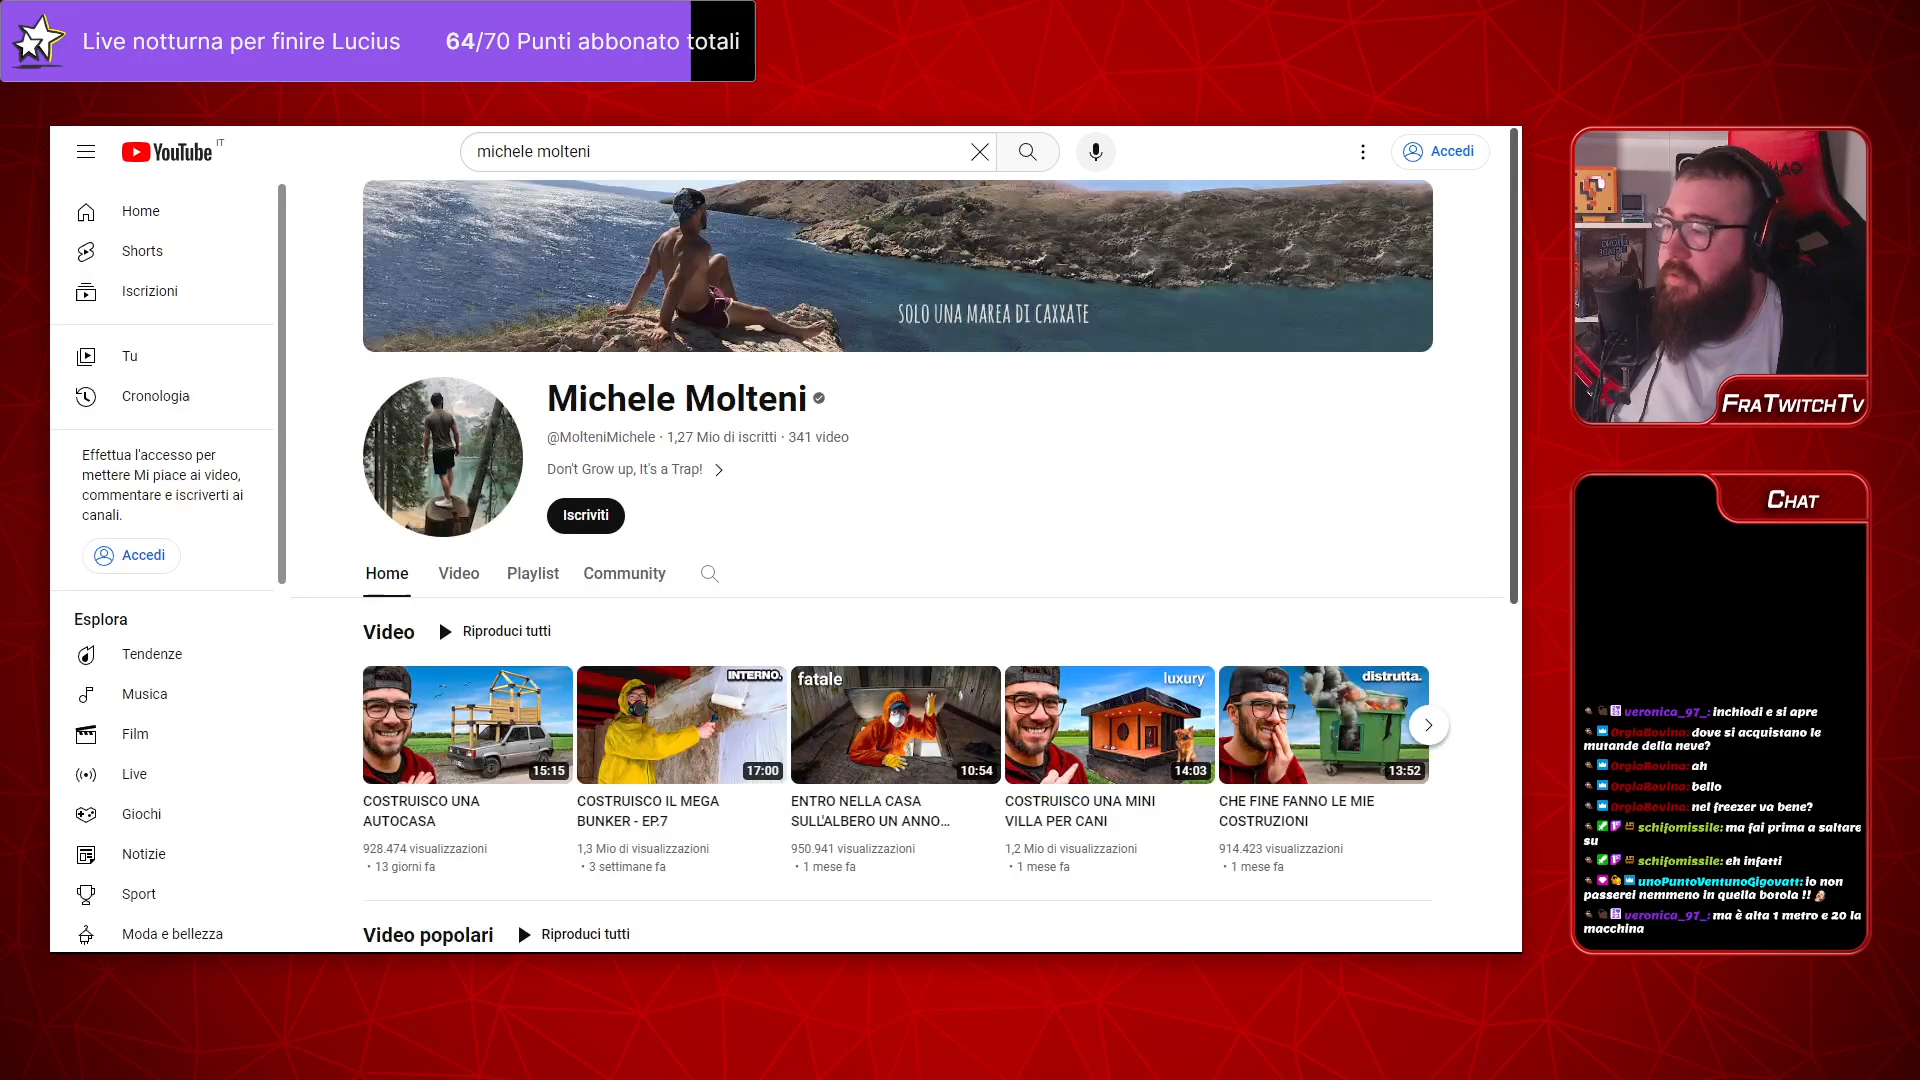 Live notturna per finire Lucius
64/70 Punti abbonato totali
YouTube IT
michele molteni
Accedi
Home
Shorts
Iscrizioni
Tu
Cronologia
Effettua l'accesso per
mettere Mi piace ai video,
commentare e iscriverti ai
canali.
Accedi
Esplora
Tendenze
Musica
Film
Live
Giochi
Notizie
Sport
Moda e bellezza
SOLO UNA MAREA DI CAXXATE
Michele Molteni
@MolteniMichele · 1,27 Mio di iscritti · 341 video
Don't Grow up, It's a Trap!
Iscriviti
Home Video Playlist Community
Video
Riproduci tutti
15:15
COSTRUISCO UNA
AUTOCASA
928.474 visualizzazioni
• 13 giorni fa
INTERNO.
17:00
COSTRUISCO IL MEGA
BUNKER - EP.7
1,3 Mio di visualizzazioni
• 3 settimane fa
fatale
10:54
ENTRO NELLA CASA
SULL'ALBERO UN ANNO...
950.941 visualizzazioni
• 1 mese fa
luxury
14:03
COSTRUISCO UNA MINI
VILLA PER CANI
1,2 Mio di visualizzazioni
• 1 mese fa
distrutta.
13:52
CHE FINE FANNO LE MIE
COSTRUZIONI
914.423 visualizzazioni
• 1 mese fa
Video popolari
Riproduci tutti
FRATWITCHTV
CHAT
veronica_97_: inchiodi e si apre
OrgiaBovina: dove si acquistano le
mutande della neve?
OrgiaBovina: ah
OrgiaBovina: bello
OrgiaBovina: nel freezer va bene?
schifomissile: ma fai prima a saltare
su
schifomissile: eh infatti
unoPuntoVentunoGigovatt: io non
passerei nemmeno in quella botola !!
veronica_97_: ma è alta 1 metro e 20 la
macchina